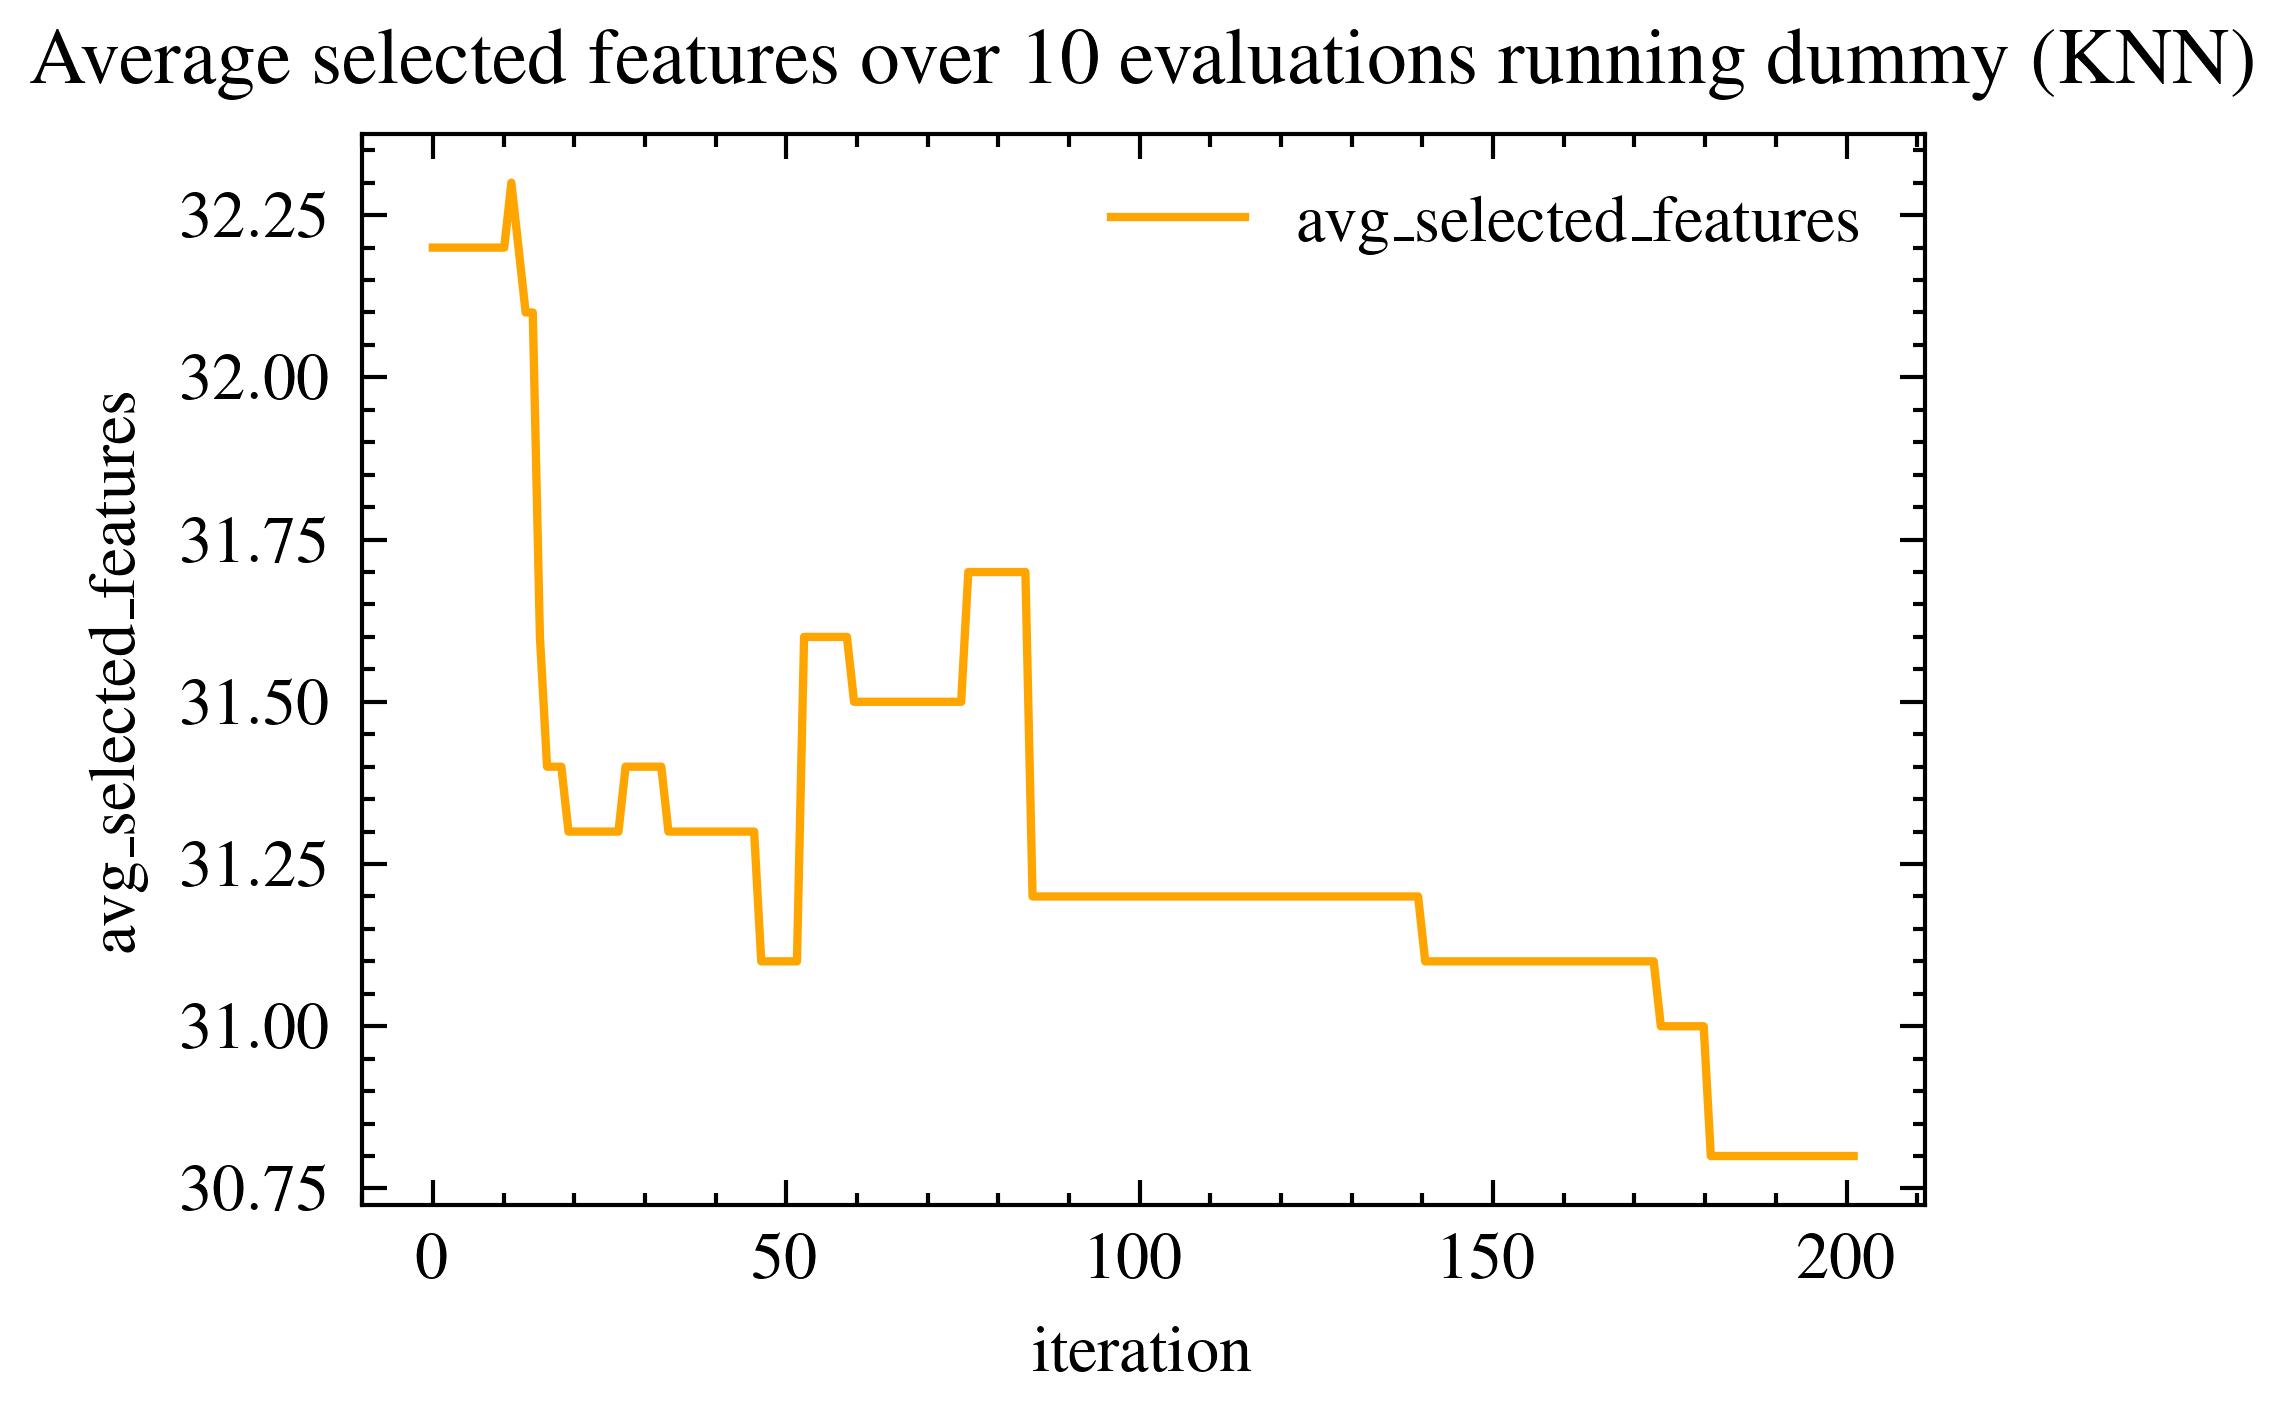 Average selected features over 10 evaluations running dummy (KNN)
avg_selected_features
32.25
32.00
31.75
31.50
31.25
31.00
30.75
avg_selected_features
0 50 100 150 200
iteration